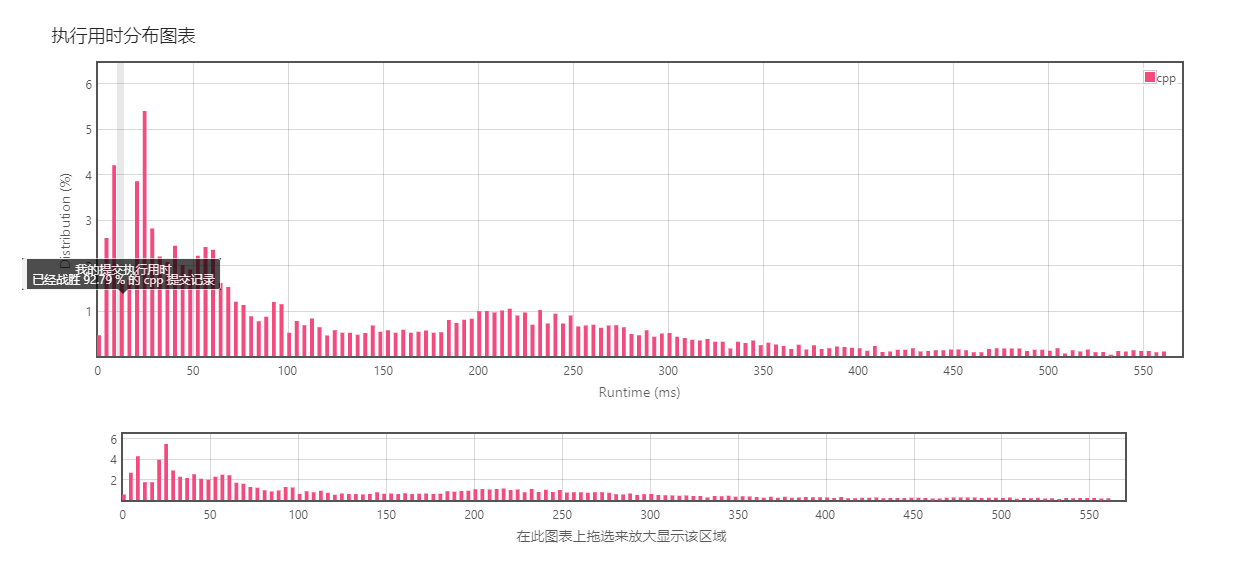 执行用时分布图表
cpp
6
5
4
3
2
1
Distribution (%)
我的提交执行用时
已经战胜 92.79 % 的 cpp 提交记录
0 50 100 150 200 250 300 350 400 450 500 550
Runtime (ms)
6
4
2
0 50 100 150 200 250 300 350 400 450 500 550
在此图表上拖选来放大显示该区域